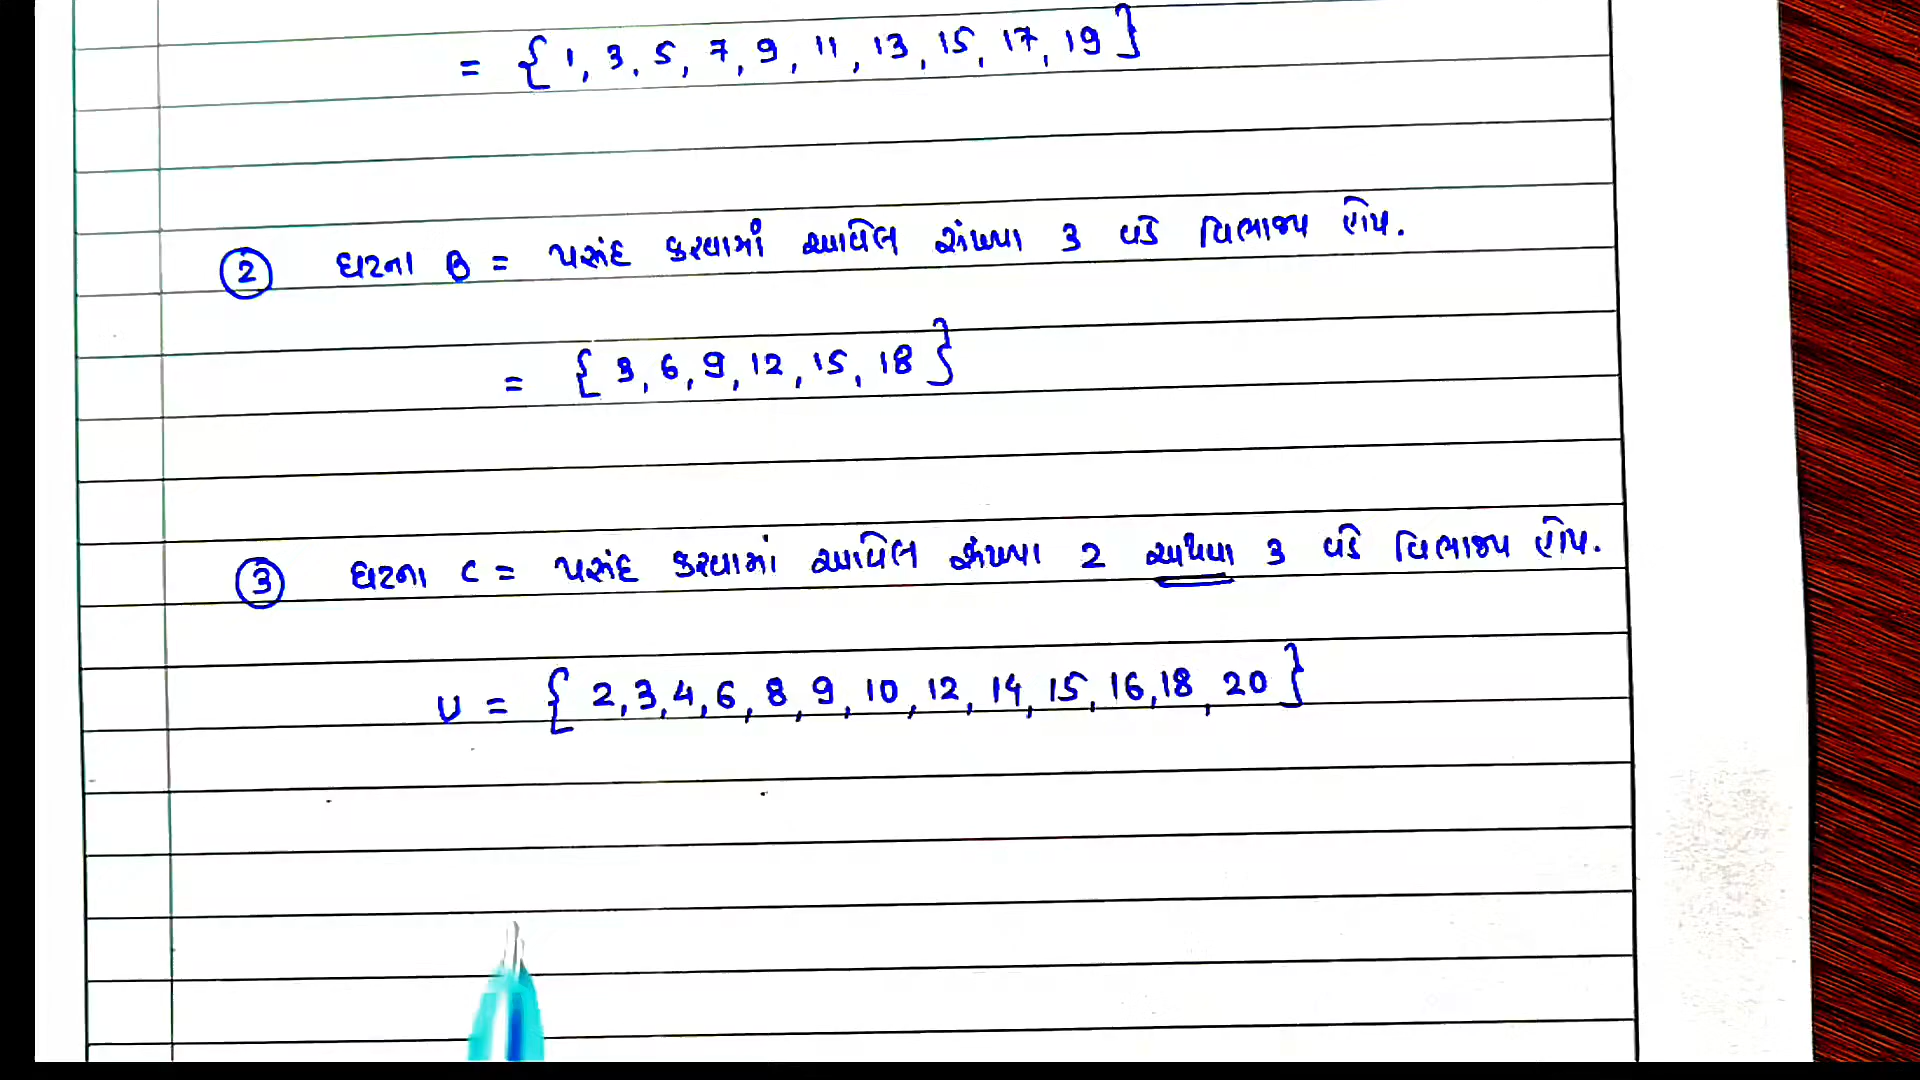 = { 1, 3, 5, 7, 9, 11, 13, 15, 17, 19 }
(2) ઘટના B = પસંદ કરવામાં આવેલ સંખ્યા 3 વડે વિભાજ્ય હોય.
= { 3, 6, 9, 12, 15, 18 }
(3) ઘટના C = પસંદ કરવામાં આવેલ સંખ્યા 2 અથવા 3 વડે વિભાજ્ય હોય.
U = { 2, 3, 4, 6, 8, 9, 10, 12, 14, 15, 16, 18, 20 }